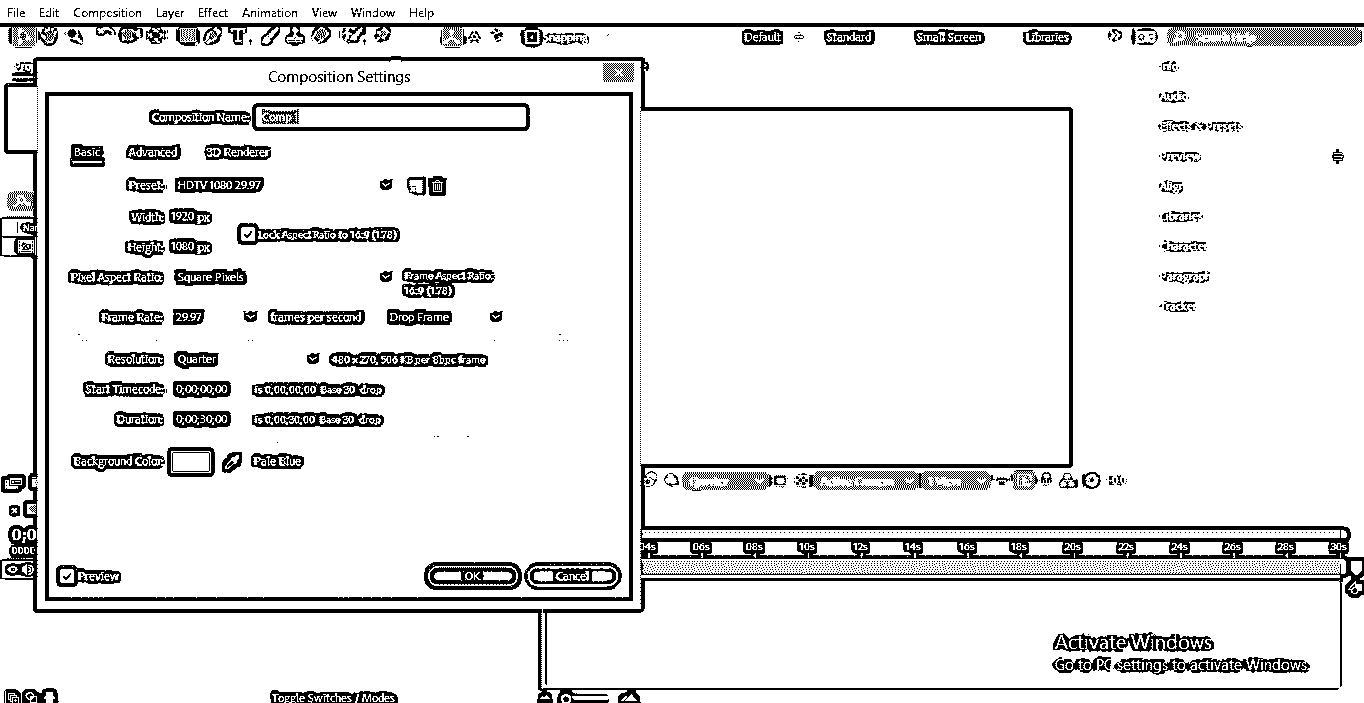 File Edit Composition Layer Effect Animation View Window Help
Snapping Default Standard Small Screen Libraries
Composition Settings
Composition Name: Comp 1
Basic Advanced 3D Renderer
Preset: HDTV 1080 29.97
Width: 1920 px
Lock Aspect Ratio to 16:9 (1.78)
Height: 1080 px
Pixel Aspect Ratio: Square Pixels
Frame Aspect Ratio:
16:9 (1.78)
Frame Rate: 29.97 frames per second Drop Frame
Resolution: Quarter 480 x 270, 506 KB per 8bpc frame
Start Timecode: 0;00;00;00 is 0;00;00;00 Base 30 drop
Duration: 0;00;30;00 is 0;00;30;00 Base 30 drop
Background Color: Pale Blue
Preview
OK Cancel
Info
Audio
Effects & Presets
Preview
Align
Libraries
Character
Paragraph
Tracker
04s 06s 08s 10s 12s 14s 16s 18s 20s 22s 24s 26s 28s 30s
Activate Windows
Go to PC settings to activate Windows
Toggle Switches / Modes